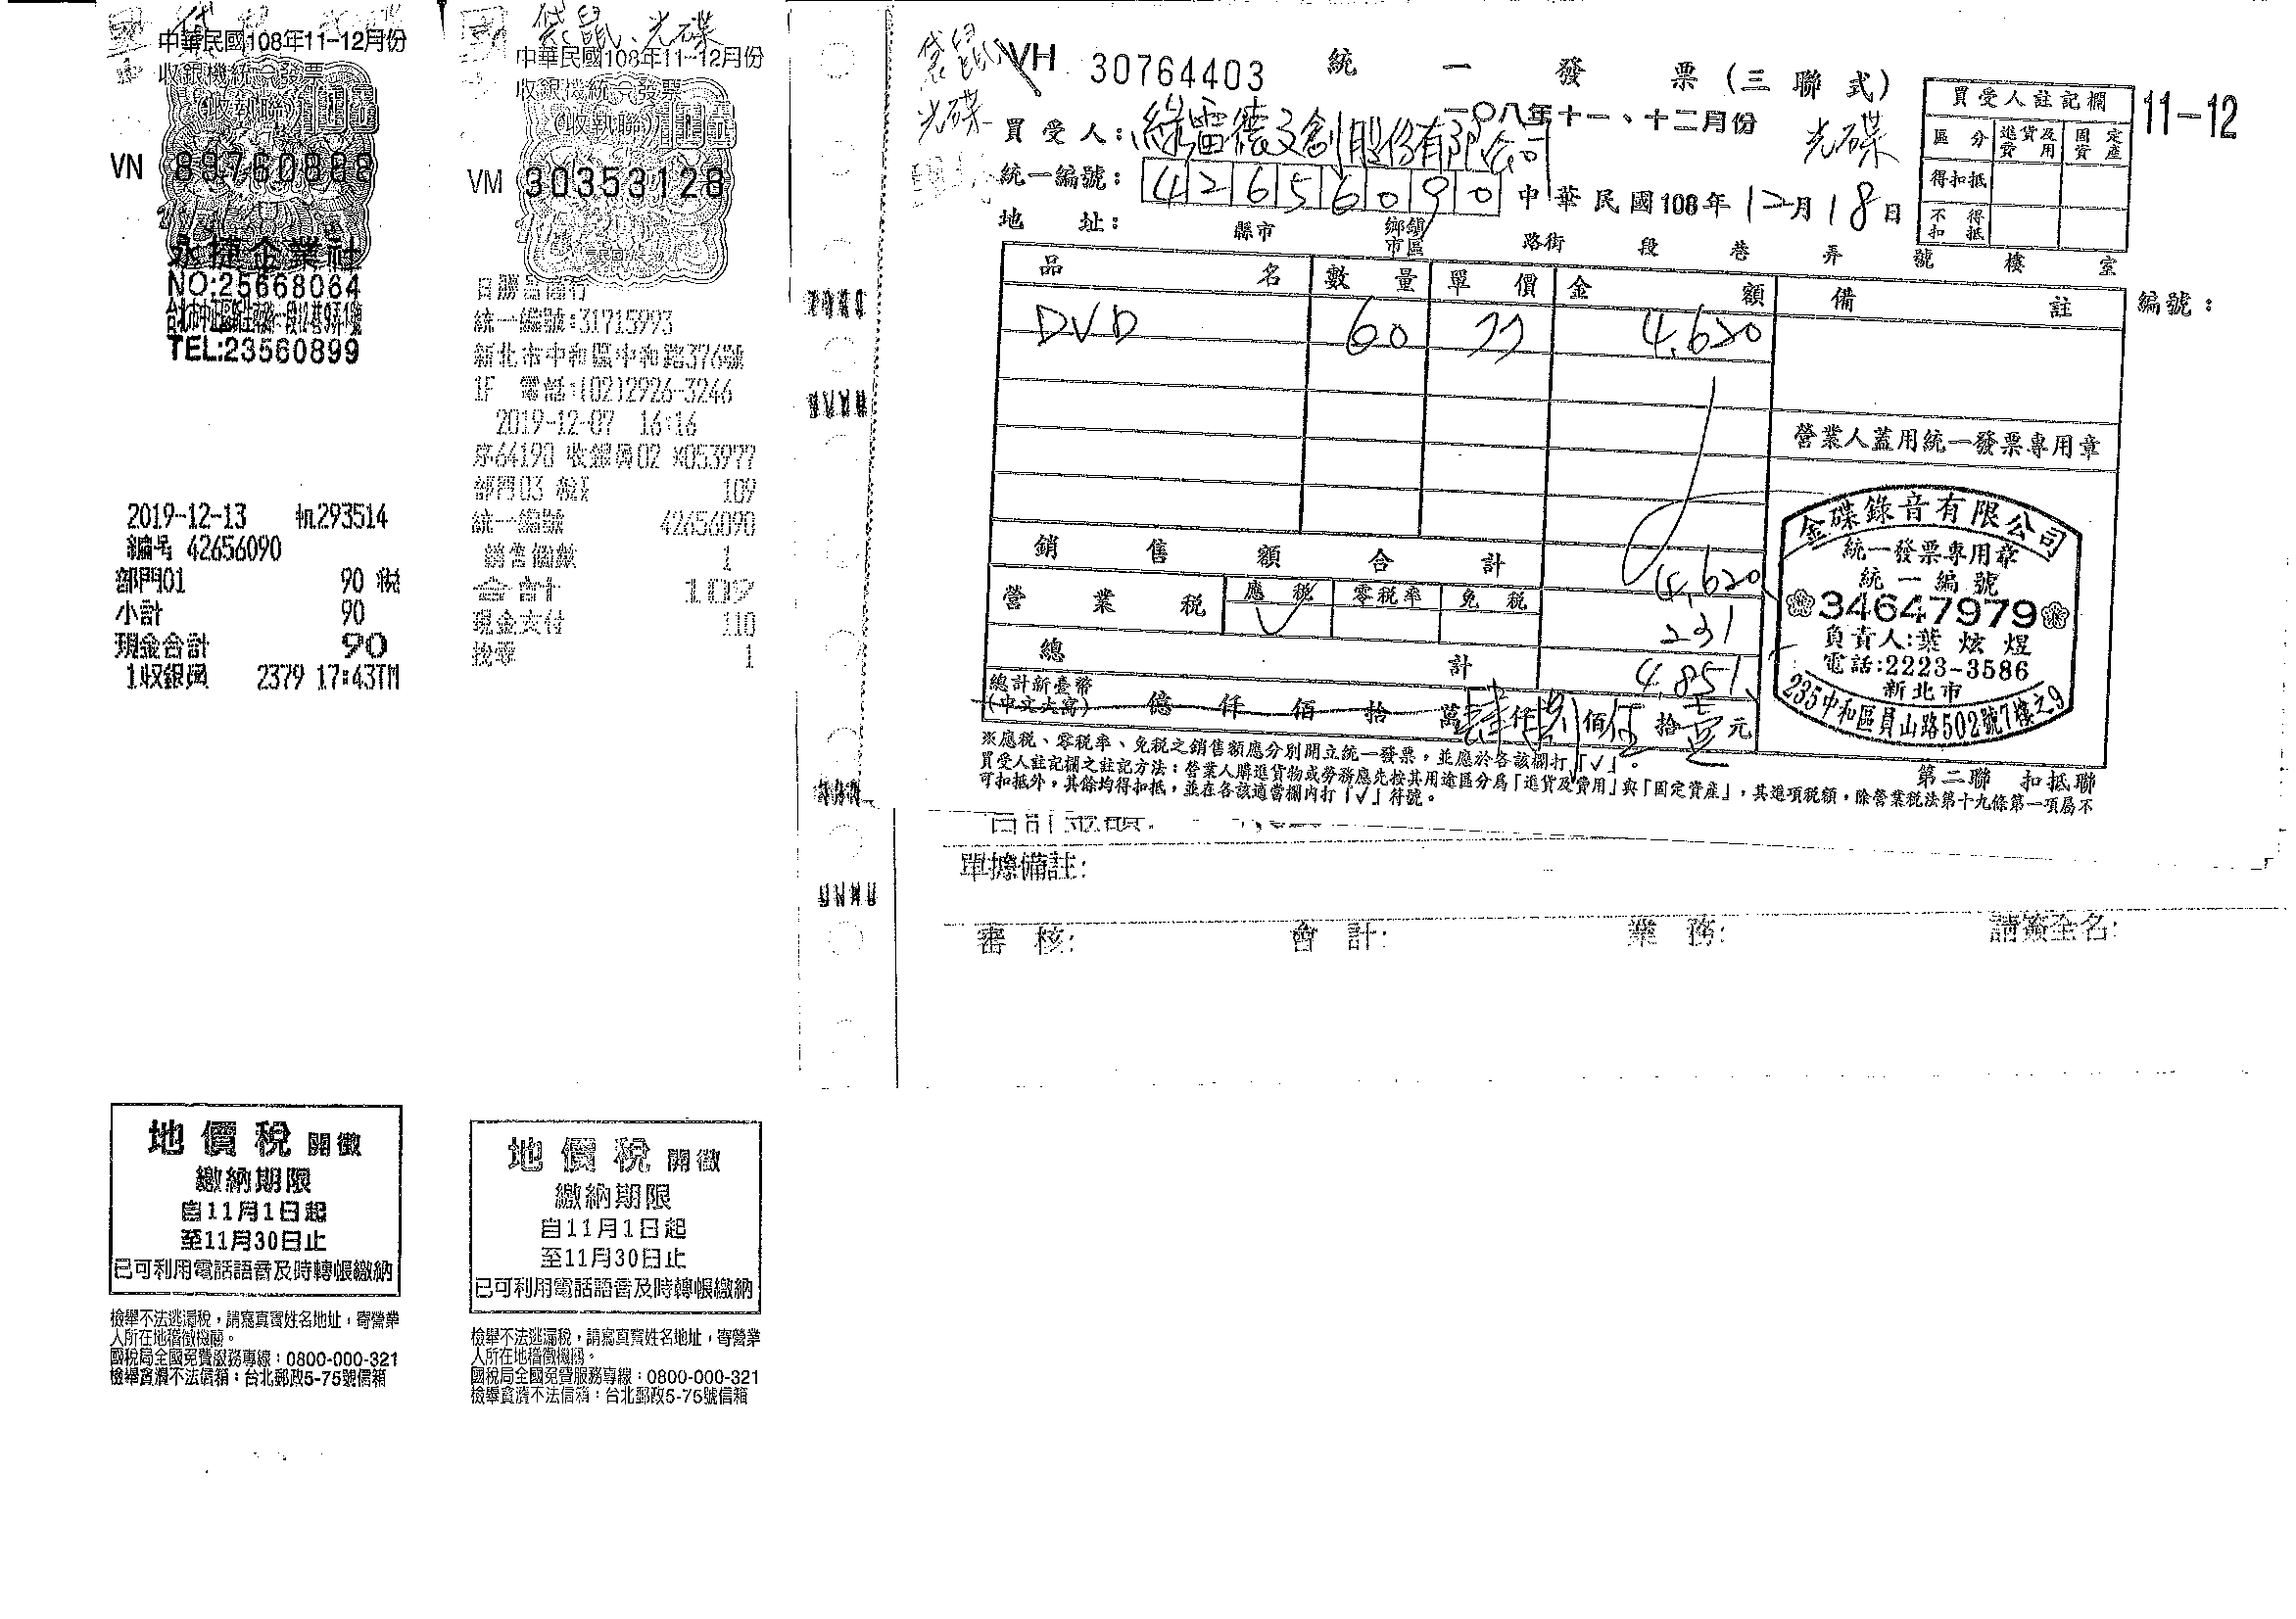 袋鼠、光碟
中華民國108年11-12月份
收銀機統一發票
(收執聯)
VN 89760888
永捷企業社
NO:25668064
TEL:23560899
2019-12-13 机293514
編号 42656090
部門01 90 稅
小計 90
現金合計 90
1收銀員 2379 17:43TM
地價稅 開徵
繳納期限
自11月1日起
至11月30日止
已可利用電話語音及時轉帳繳納
檢舉不法逃漏稅，請寫真實姓名地址，寄營業
人所在地稽徵機關。
國稅局全國免費服務專線：0800-000-321
檢舉貪瀆不法信箱：台北郵政5-75號信箱
國 袋鼠、光碟
中華民國108年11-12月份
收銀機統一發票
(收執聯)
VM 30353128
統一編號:31715993
新北市中和區中和路376號
1F 電話:(02)2926-3246
2019-12-07 16:16
序64190 收銀員02 N053977
部門03 稅 109
統一編號 42656090
銷售個數 1
合計 109
現金支付 110
找零 1
地價稅 開徵
繳納期限
自11月1日起
至11月30日止
已可利用電話語音及時轉帳繳納
檢舉不法逃漏稅，請寫真實姓名地址，寄營業
人所在地稽徵機關。
國稅局全國免費服務專線：0800-000-321
檢舉貪瀆不法信箱：台北郵政5-75號信箱
袋鼠
光碟
VH 30764403 統一發票(三聯式)
一〇八年十一、十二月份
買受人：綠雷德文創股份有限公司
光碟
統一編號：42656090 中華民國108年12月18日
地址： 縣市 鄉鎮市區 路街 段 巷 弄 號 樓 室
買受人註記欄
區分 進貨及費用 固定資產
得扣抵
不得扣抵
11-12
編號：
品名 數量 單價 金額 備註
DVD 60 77 4,620
營業人蓋用統一發票專用章
銷售額合計 4,620
營業稅 應稅 ✓ 零稅率 免稅 231
總計 4,851
總計新臺幣
(中文大寫) 億仟佰拾萬肆仟捌佰伍拾壹元
金碟錄音有限公司
統一發票專用章
統一編號
34647979
負責人:葉炫煜
電話:2223-3586
新北市
235中和區員山路502號7樓之9
※應稅、零稅率、免稅之銷售額應分別開立統一發票，並應於各該欄打「✓」。
買受人註記欄之註記方法：營業人購進貨物或勞務應先按其用途區分為「進貨及費用」與「固定資產」，其進項稅額，除營業稅法第十九條第一項屬不
可扣抵外，其餘均得扣抵，並在各該適當欄內打「✓」符號。
第二聯 扣抵聯
單據備註：
審核： 會計： 業務： 請簽全名：